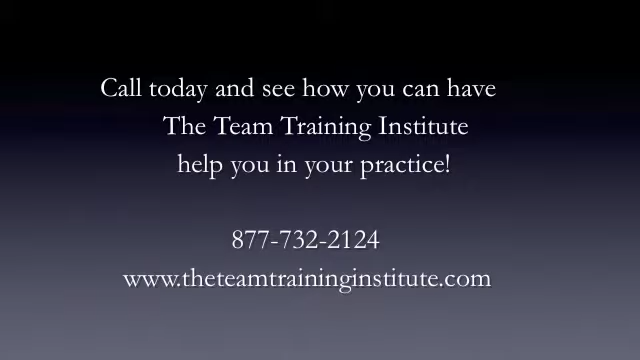 Call today and see how you can have
The Team Training Institute
help you in your practice!
877-732-2124
www.theteamtraininginstitute.com